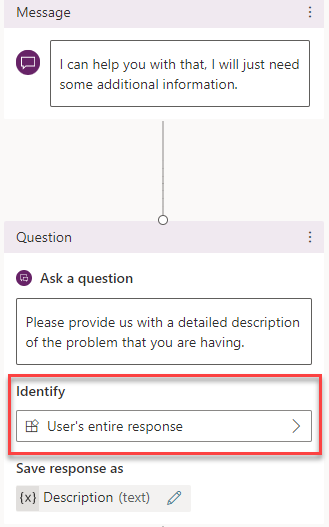 Message
I can help you with that, I will just need
some additional information.
Question
Ask a question
Please provide us with a detailed description
of the problem that you are having.
Identify
User's entire response
Save response as
{x} Description (text)